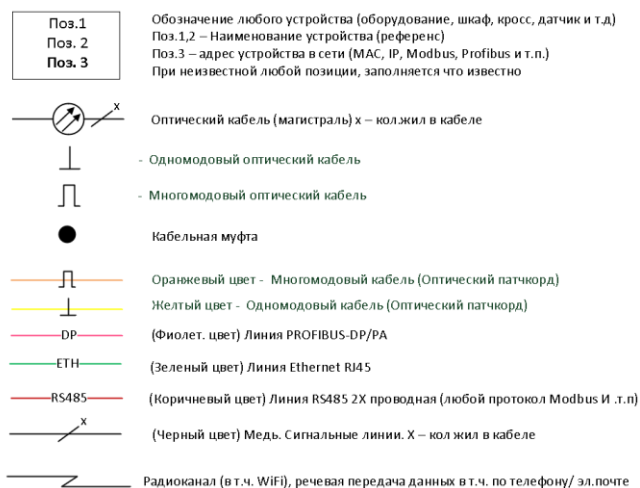 Поз.1
Поз. 2
Поз. 3
Обозначение любого устройства (оборудование, шкаф, кросс, датчик и т.д)
Поз.1,2 – Наименование устройства (референс)
Поз.3 – адрес устройства в сети (MAC, IP, Modbus, Profibus и т.п.)
При неизвестной любой позиции, заполняется что известно
x
Оптический кабель (магистраль) х – кол.жил в кабеле
- Одномодовый оптический кабель
- Многомодовый оптический кабель
Кабельная муфта
Оранжевый цвет - Многомодовый кабель (Оптический патчкорд)
Желтый цвет - Одномодовый кабель (Оптический патчкорд)
DP
(Фиолет. цвет) Линия PROFIBUS-DP/PA
ETH
(Зеленый цвет) Линия Ethernet RJ45
RS485
(Коричневый цвет) Линия RS485 2X проводная (любой протокол Modbus И .т.п)
x
(Черный цвет) Медь. Сигнальные линии. X – кол жил в кабеле
Радиоканал (в т.ч. WiFi), речевая передача данных в т.ч. по телефону/ эл.почте